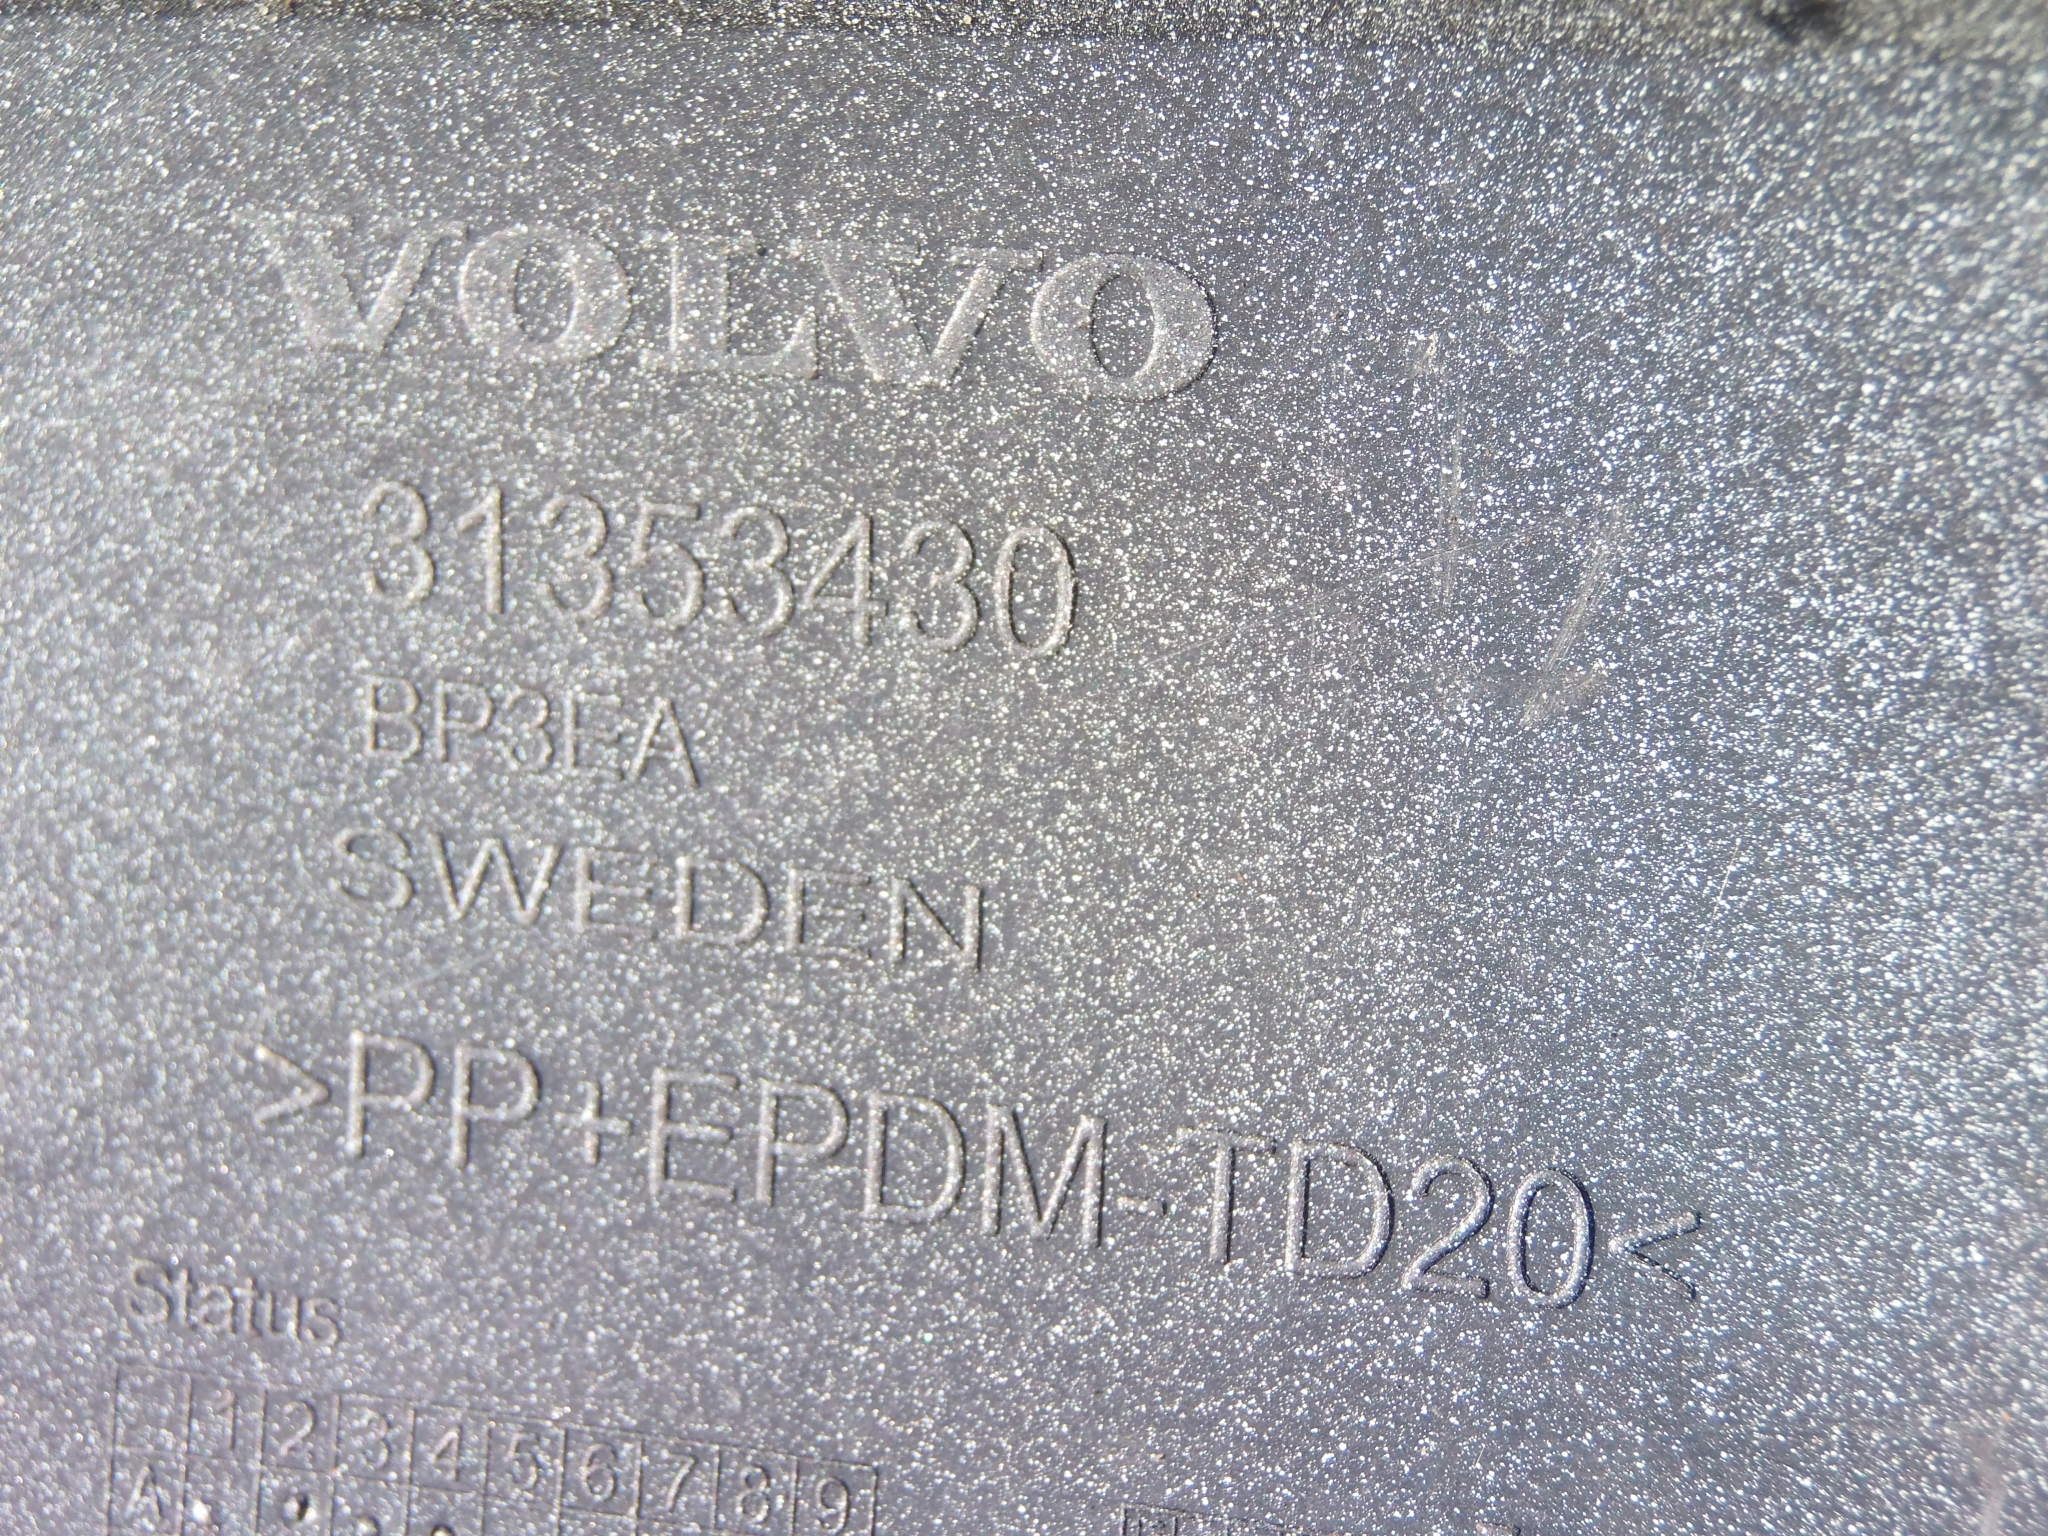 VOLVO
31353430
BP3EA
SWEDEN
>PP+EPDM-TD20<
Status
1 2 3 4 5 6 7 8 9
A